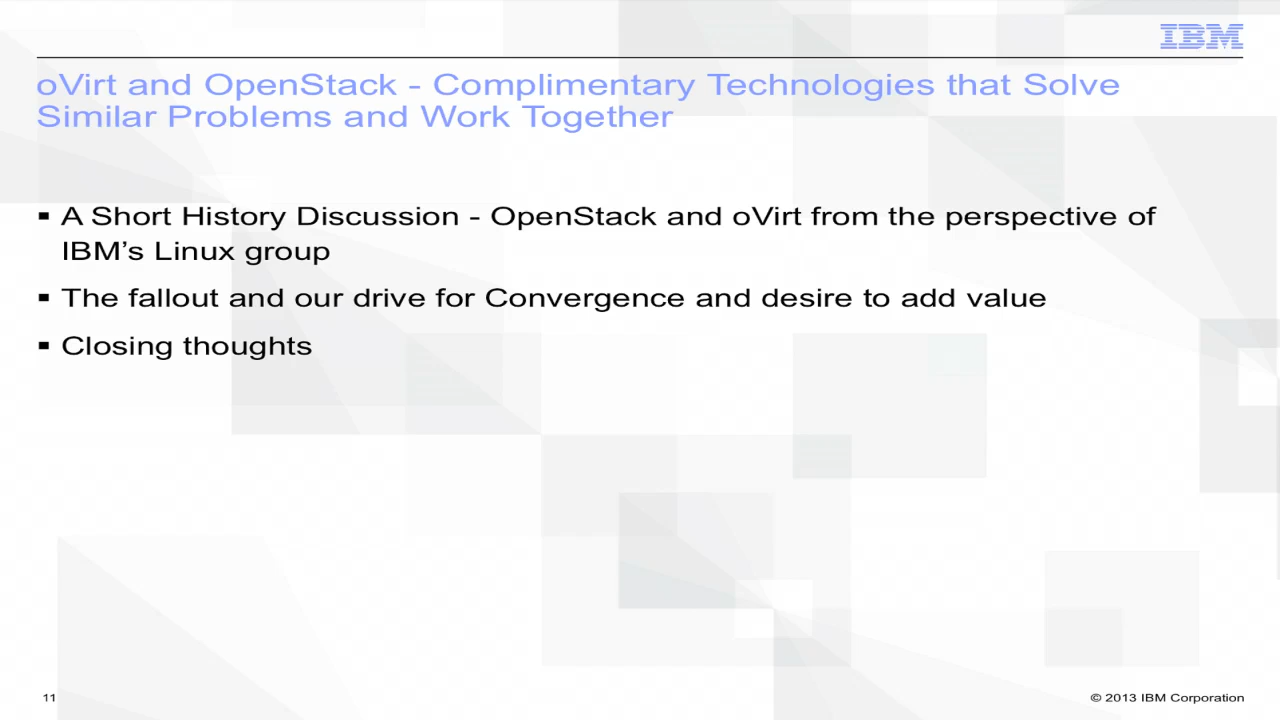 IBM
oVirt and OpenStack - Complimentary Technologies that Solve
Similar Problems and Work Together
▪ A Short History Discussion - OpenStack and oVirt from the perspective of
IBM’s Linux group
▪ The fallout and our drive for Convergence and desire to add value
▪ Closing thoughts
11
© 2013 IBM Corporation